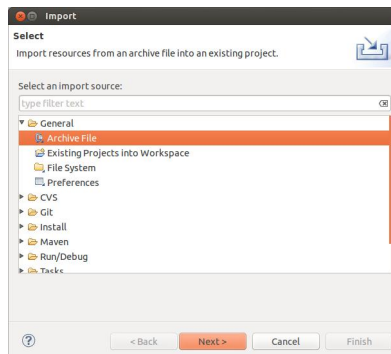 Import
Select
Import resources from an archive file into an existing project.
Select an import source:
type filter text
General
Archive File
Existing Projects into Workspace
File System
Preferences
CVS
Git
Install
Maven
Run/Debug
Tasks
?
< Back
Next >
Cancel
Finish